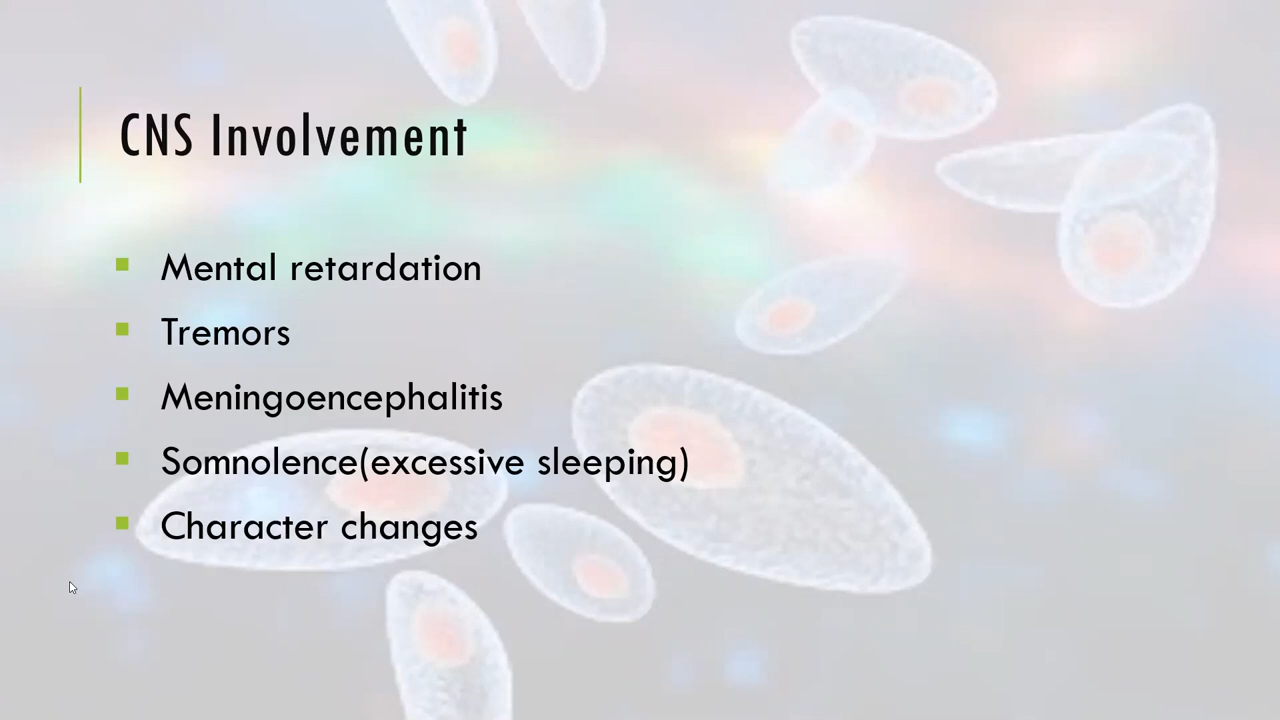 CNS Involvement
Mental retardation
Tremors
Meningoencephalitis
Somnolence(excessive sleeping)
Character changes